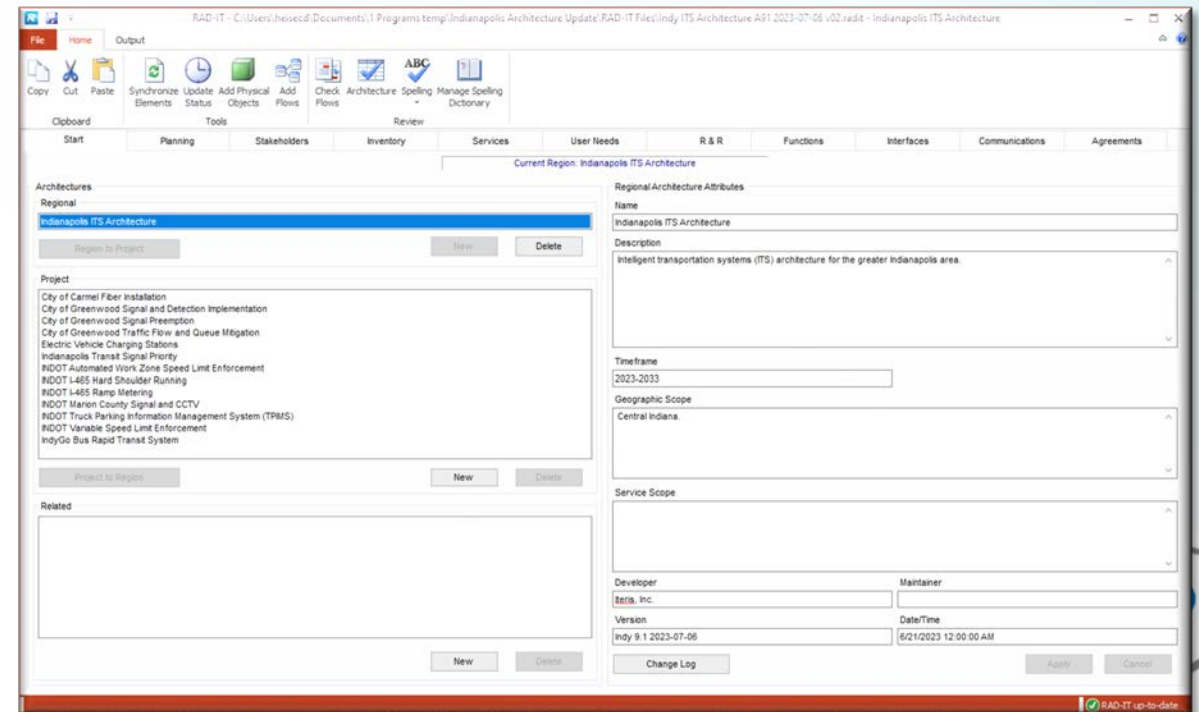 RAD-IT - C:\Users\heisecd\Documents\1 Programs temp\Indianapolis Architecture Update\RAD-IT Files\Indy ITS Architecture A91 2023-07-06 v02.radit - Indianapolis ITS Architecture
File Home Output
Copy Cut Paste Synchronize Elements Update Status Add Physical Objects Add Flows Check Flows Architecture ABC Spelling Manage Spelling Dictionary
Clipboard Tools Review
Start Planning Stakeholders Inventory Services User Needs R & R Functions Interfaces Communications Agreements
Current Region: Indianapolis ITS Architecture
Architectures
Regional
Indianapolis ITS Architecture
Region to Project New Delete
Project
City of Carmel Fiber Installation
City of Greenwood Signal and Detection Implementation
City of Greenwood Signal Preemption
City of Greenwood Traffic Flow and Queue Mitigation
Electric Vehicle Charging Stations
Indianapolis Transit Signal Priority
INDOT Automated Work Zone Speed Limit Enforcement
INDOT I-465 Hard Shoulder Running
INDOT I-465 Ramp Metering
INDOT Marion County Signal and CCTV
INDOT Truck Parking Information Management System (TPIMS)
INDOT Variable Speed Limit Enforcement
IndyGo Bus Rapid Transit System
Project to Region New Delete
Related
New Delete
Regional Architecture Attributes
Name
Indianapolis ITS Architecture
Description
Intelligent transportation systems (ITS) architecture for the greater Indianapolis area.
Timeframe
2023-2033
Geographic Scope
Central Indiana.
Service Scope
Developer Maintainer
Iteris, Inc.
Version Date/Time
Indy 9.1 2023-07-06 6/21/2023 12:00:00 AM
Change Log Apply Cancel
RAD-IT up-to-date